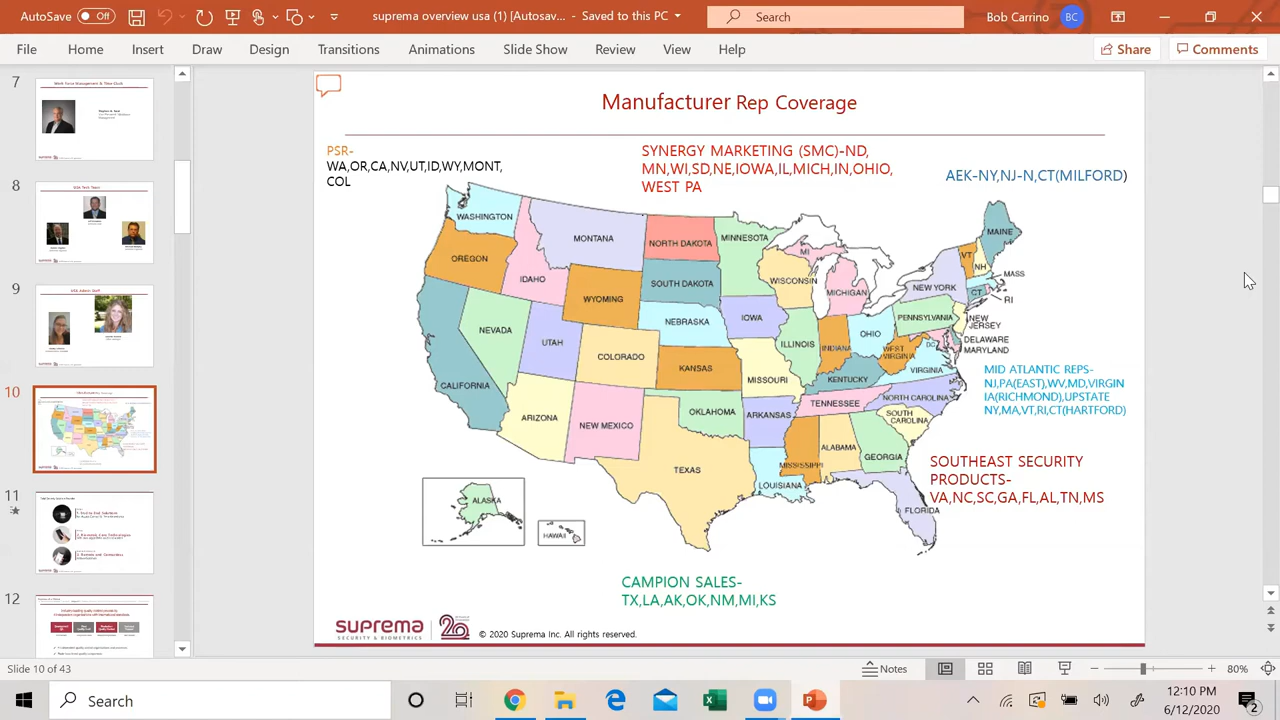 AutoSave Off
suprema usa overview (1) [Autosav...
Search
Bob Carrino BC
File Home Insert Draw Design Transitions Animations Slide Show Review View Help Share Comments
7
8
9
10
11
Manufacturer Rep Coverage
PSR-
WA,OR,CA,NV,UT,ID,WY,MONT,
COL
SYNERGY MARKETING (SMC)-ND,
MN,WI,SD,NE,IOWA,IL,MICH,IN,OHIO,
WEST PA
AEK-NY,NJ-N,CT(MILFORD)
WASHINGTON
MONTANA
NORTH DAKOTA
MINNESOTA
MAINE
OREGON
IDAHO
WYOMING
SOUTH DAKOTA
WISCONSIN
MI
MICHIGAN
NEW YORK
VT
NH
MASS
CT
RI
NEVADA
UTAH
COLORADO
NEBRASKA
IOWA
ILLINOIS
INDIANA
OHIO
PENNSYLVANIA
NEW
JERSEY
DELAWARE
MARYLAND
DC
WEST
VIRGINIA
VIRGINIA
CALIFORNIA
KANSAS
MISSOURI
KENTUCKY
ARIZONA
NEW MEXICO
OKLAHOMA
ARKANSAS
TENNESSEE
NORTH CAROLINA
SOUTH
CAROLINA
TEXAS
LOUISIANA
MISSISSIPPI
ALABAMA
GEORGIA
FLORIDA
ALASKA
HAWAII
MID ATLANTIC REPS-
NJ,PA(EAST),WV,MD,VIRGIN
IA(RICHMOND),UPSTATE
NY,MA,VT,RI,CT(HARTFORD)
SOUTHEAST SECURITY
PRODUCTS-
VA,NC,SC,GA,FL,AL,TN,MS
CAMPION SALES-
TX,LA,AK,OK,NM,MI,KS
suprema
SECURITY & BIOMETRICS
20
© 2020 Suprema Inc. All rights reserved.
Slide 10 of 43
Notes
80%
Search
12:10 PM
6/12/2020
2